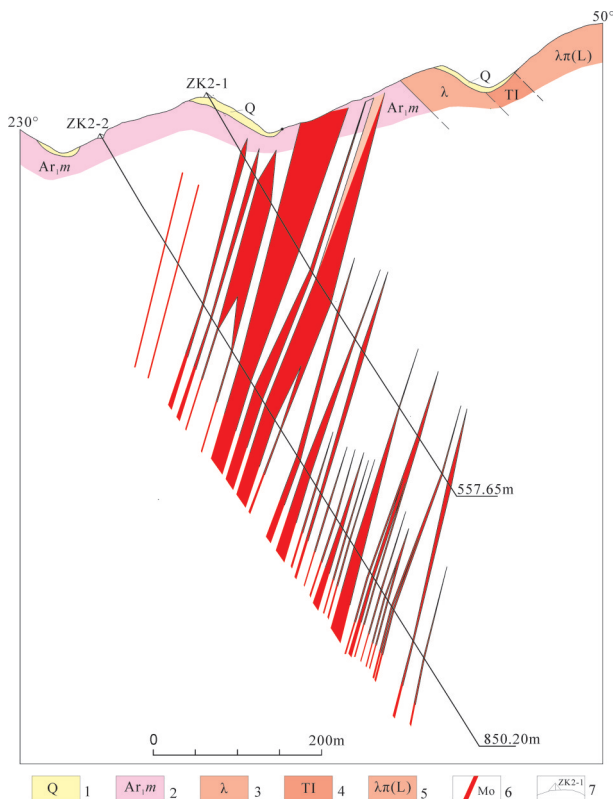 50°
λπ(L)
ZK2-1
Q
Q
TI
λ
230°
ZK2-2
Ar₁m
Ar₁m
557.65m
850.20m
0 200m
Q 1 Ar₁m 2 λ 3 TI 4 λπ(L) 5 Mo 6 ZK2-1 7